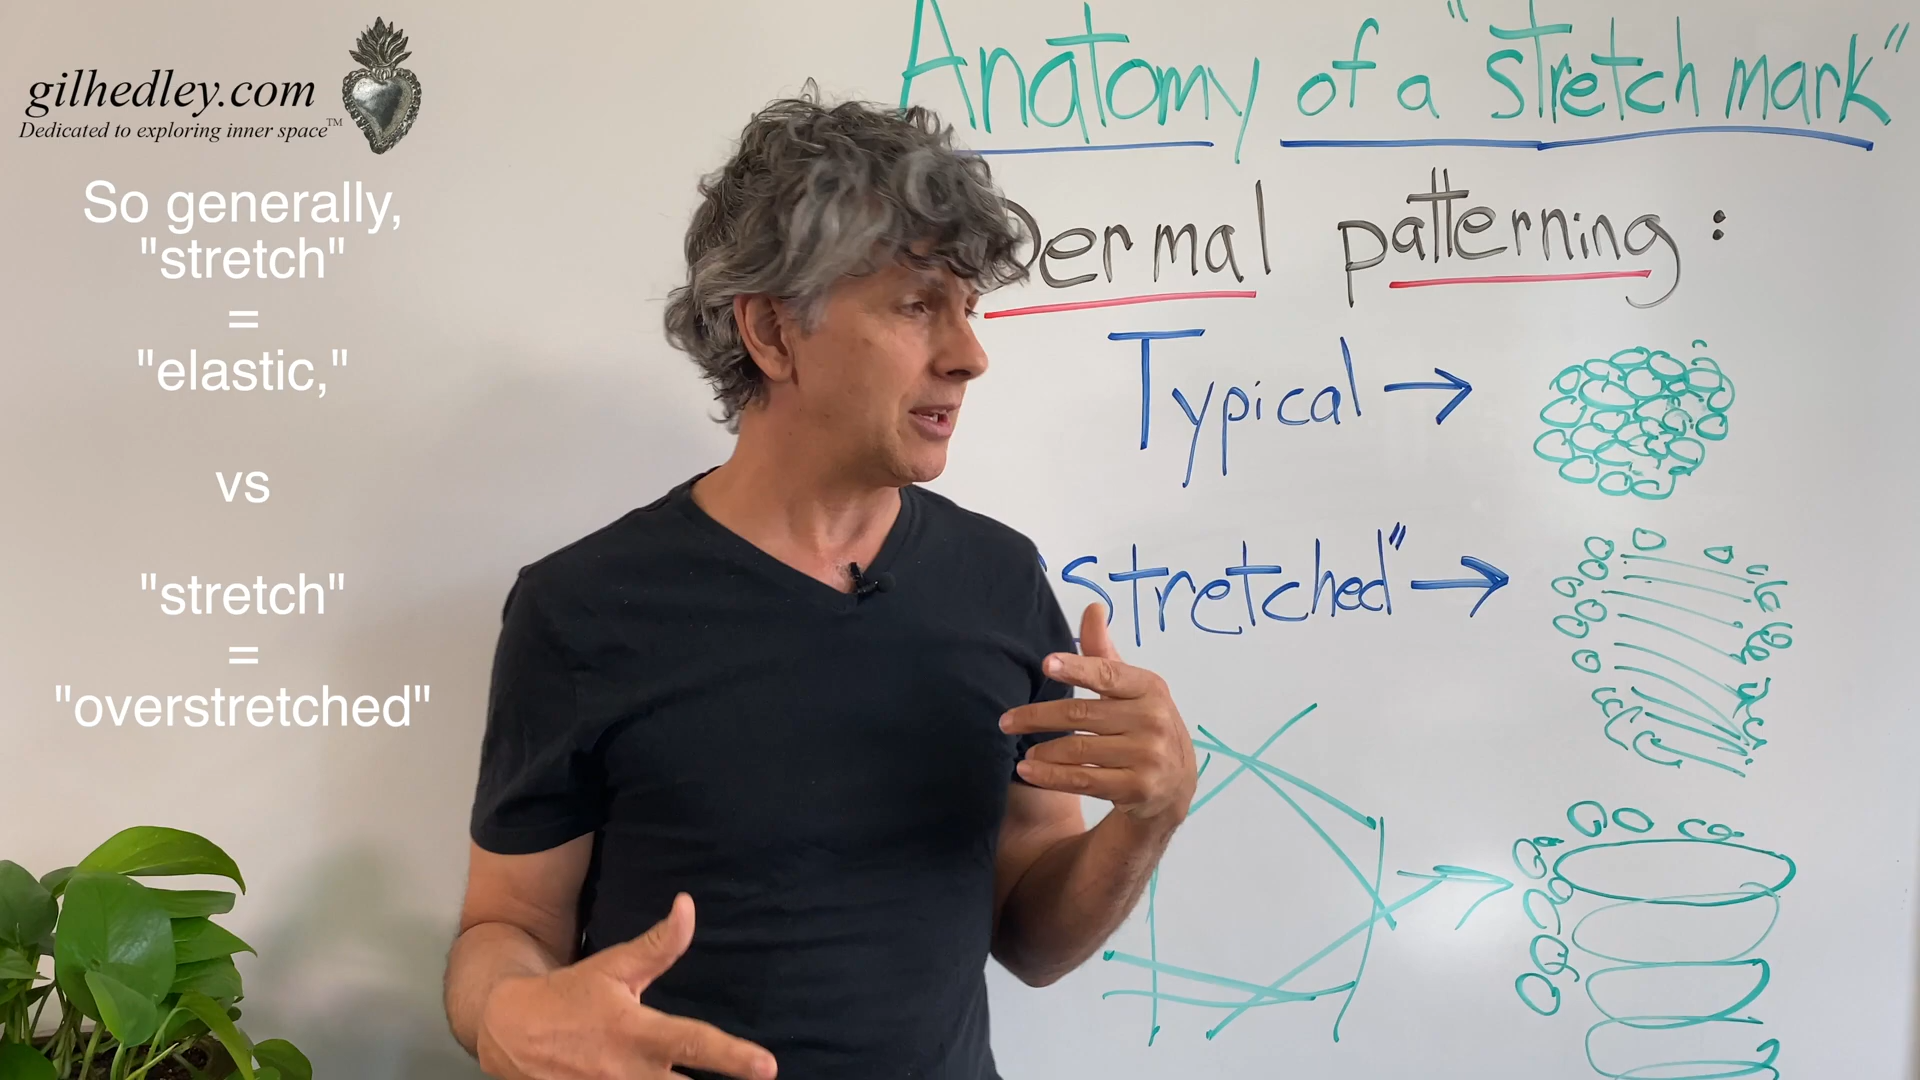 gilhedley.com
Dedicated to exploring inner space™
So generally,
"stretch"
=
"elastic,"
vs
"stretch"
=
"overstretched"
Anatomy of a "stretch mark"
Dermal patterning :
Typical →
"Stretched" →